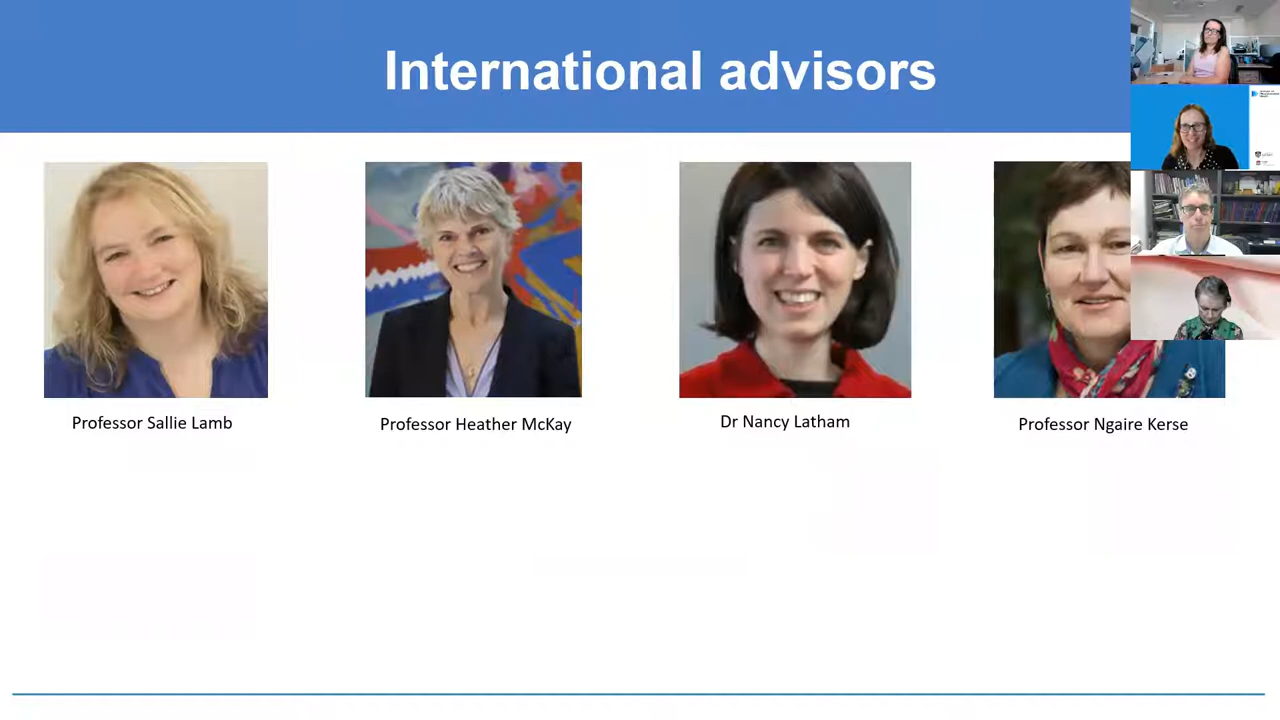 International advisors
Professor Sallie Lamb
Professor Heather McKay
Dr Nancy Latham
Professor Ngaire Kerse